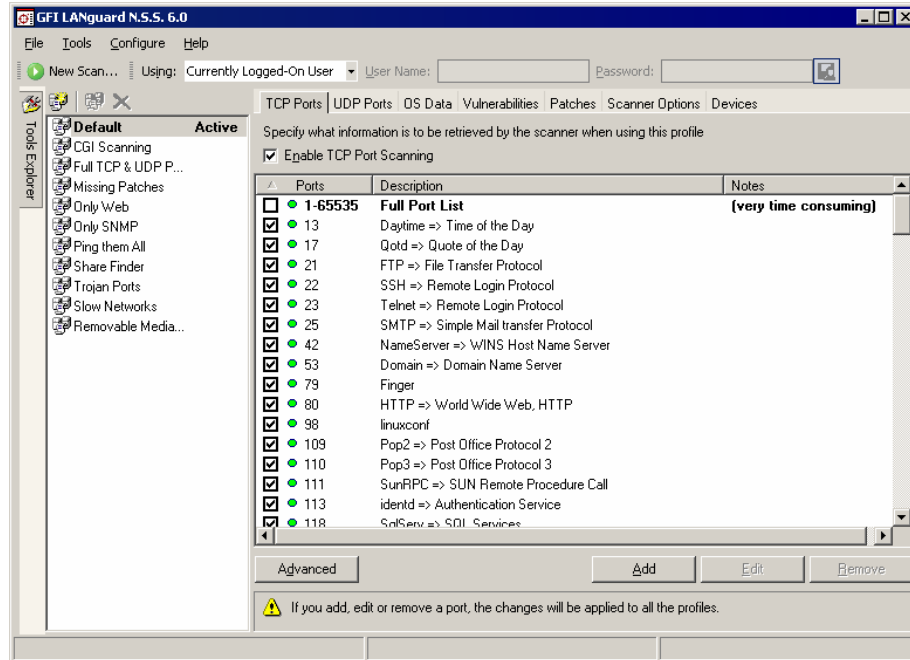 GFI LANguard N.S.S. 6.0
File Tools Configure Help
New Scan... Using: Currently Logged-On User User Name: Password:
Tools Explorer
Default Active
CGI Scanning
Full TCP & UDP P...
Missing Patches
Only Web
Only SNMP
Ping them All
Share Finder
Trojan Ports
Slow Networks
Removable Media...
TCP Ports UDP Ports OS Data Vulnerabilities Patches Scanner Options Devices
Specify what information is to be retrieved by the scanner when using this profile
Enable TCP Port Scanning
Ports Description Notes
1-65535 Full Port List (very time consuming)
13 Daytime => Time of the Day
17 Qotd => Quote of the Day
21 FTP => File Transfer Protocol
22 SSH => Remote Login Protocol
23 Telnet => Remote Login Protocol
25 SMTP => Simple Mail transfer Protocol
42 NameServer => WINS Host Name Server
53 Domain => Domain Name Server
79 Finger
80 HTTP => World Wide Web, HTTP
98 linuxconf
109 Pop2 => Post Office Protocol 2
110 Pop3 => Post Office Protocol 3
111 SunRPC => SUN Remote Procedure Call
113 identd => Authentication Service
118 SqlServ => SQL Services
Advanced Add Edit Remove
If you add, edit or remove a port, the changes will be applied to all the profiles.